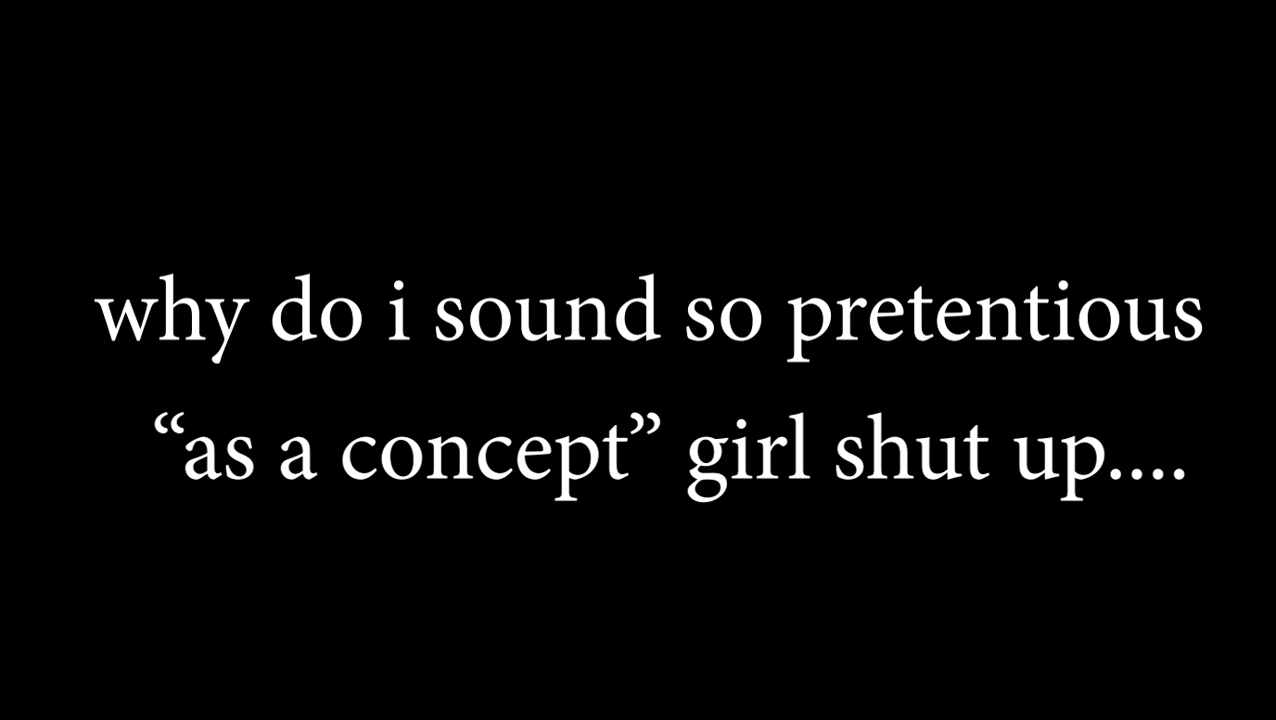 why do i sound so pretentious
“as a concept” girl shut up....